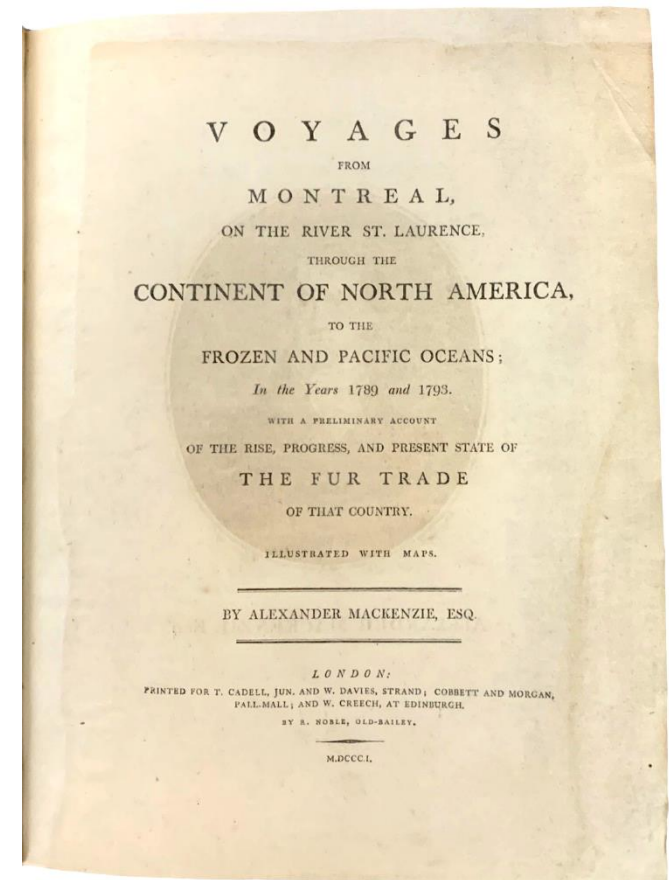 VOYAGES
FROM
MONTREAL,
ON THE RIVER ST. LAURENCE,
THROUGH THE
CONTINENT OF NORTH AMERICA,
TO THE
FROZEN AND PACIFIC OCEANS;
In the Years 1789 and 1793.
WITH A PRELIMINARY ACCOUNT
OF THE RISE, PROGRESS, AND PRESENT STATE OF
THE FUR TRADE
OF THAT COUNTRY.
ILLUSTRATED WITH MAPS.
BY ALEXANDER MACKENZIE, ESQ.
LONDON:
PRINTED FOR T. CADELL, JUN. AND W. DAVIES, STRAND; COBBETT AND MORGAN,
PALL-MALL; AND W. CREECH, AT EDINBURGH.
BY R. NOBLE, OLD-BAILEY.
M.DCCC.I.